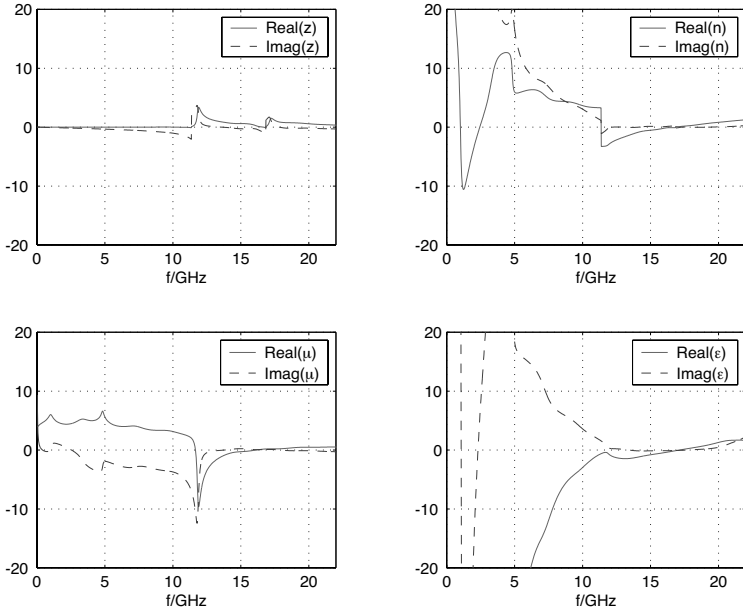 20
10
0
-10
-20
0 5 10 15 20
f/GHz
Real(z)
Imag(z)
20
10
0
-10
-20
0 5 10 15 20
f/GHz
Real(n)
Imag(n)
20
10
0
-10
-20
0 5 10 15 20
f/GHz
Real(μ)
Imag(μ)
20
10
0
-10
-20
0 5 10 15 20
f/GHz
Real(ε)
Imag(ε)